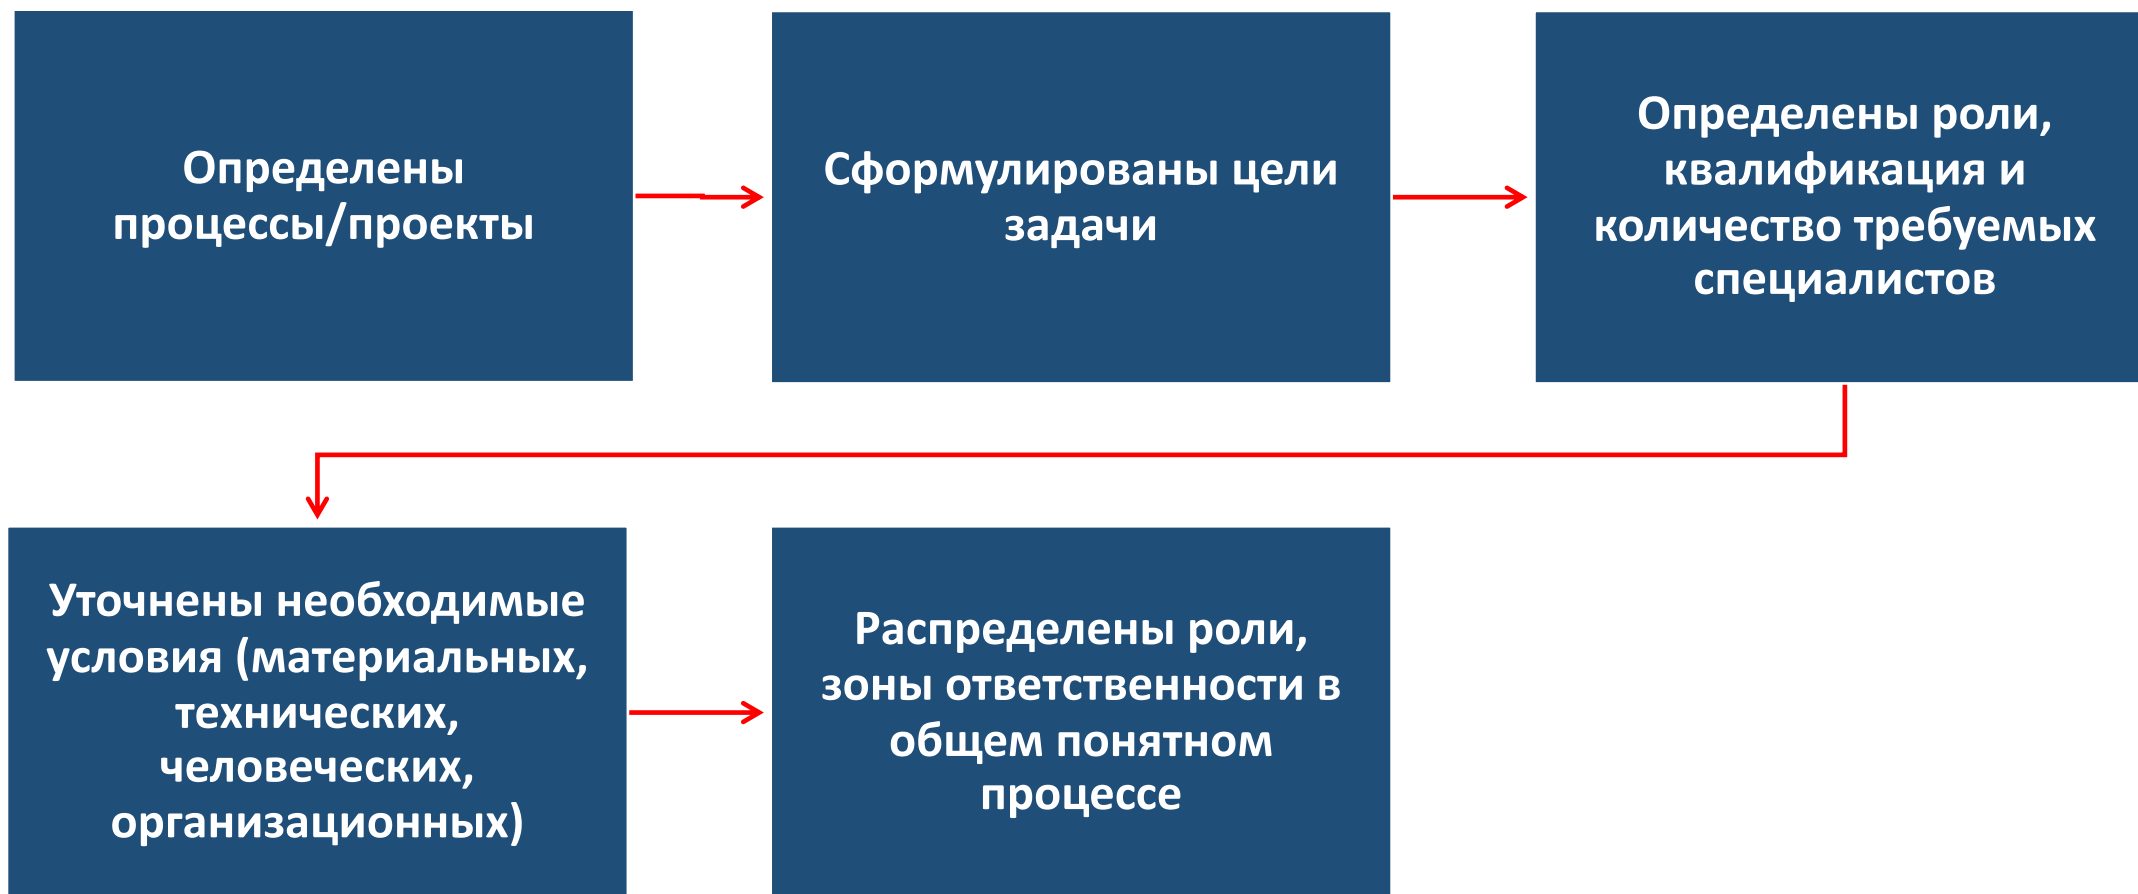 Определены
процессы/проекты
Сформулированы цели
задачи
Определены роли,
квалификация и
количество требуемых
специалистов
Уточнены необходимые
условия (материальных,
технических,
человеческих,
организационных)
Распределены роли,
зоны ответственности в
общем понятном
процессе